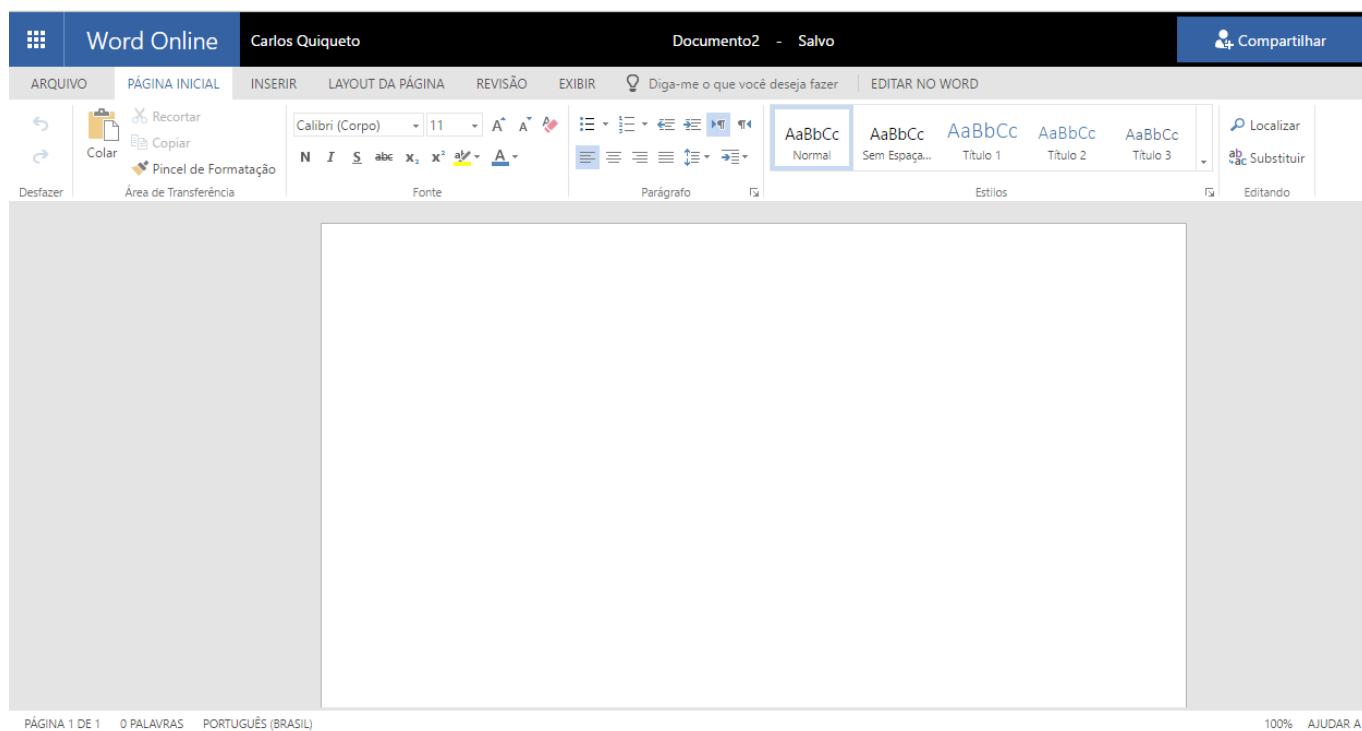 Word Online Carlos Quiqueto Documento2 - Salvo Compartilhar
ARQUIVO PÁGINA INICIAL INSERIR LAYOUT DA PÁGINA REVISÃO EXIBIR Diga-me o que você deseja fazer EDITAR NO WORD
Recortar
Copiar
Colar
Pincel de Formatação
Calibri (Corpo) 11
N I S abc x₂ x² aby A
AaBbCc AaBbCc AaBbCc AaBbCc AaBbCc
Normal Sem Espaça... Título 1 Título 2 Título 3
Localizar
Substituir
Desfazer Área de Transferência Fonte Parágrafo Estilos Editando
PÁGINA 1 DE 1 0 PALAVRAS PORTUGUÊS (BRASIL) 100% AJUDAR A